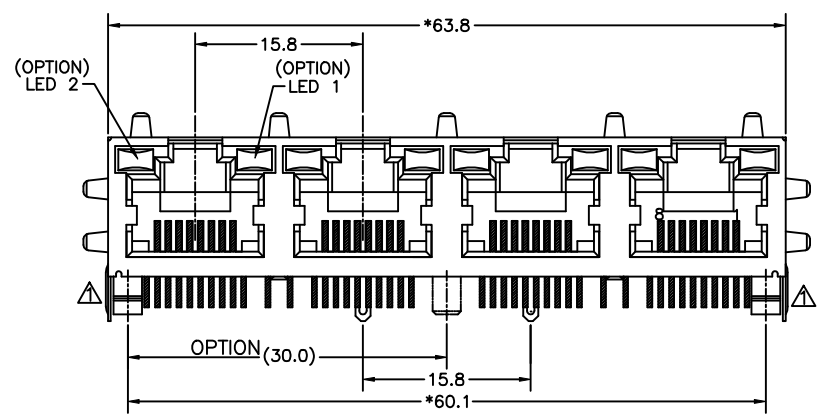 *63.8
15.8
(OPTION)
LED 2
(OPTION)
LED 1
8 1
1
1
OPTION (30.0)
15.8
*60.1